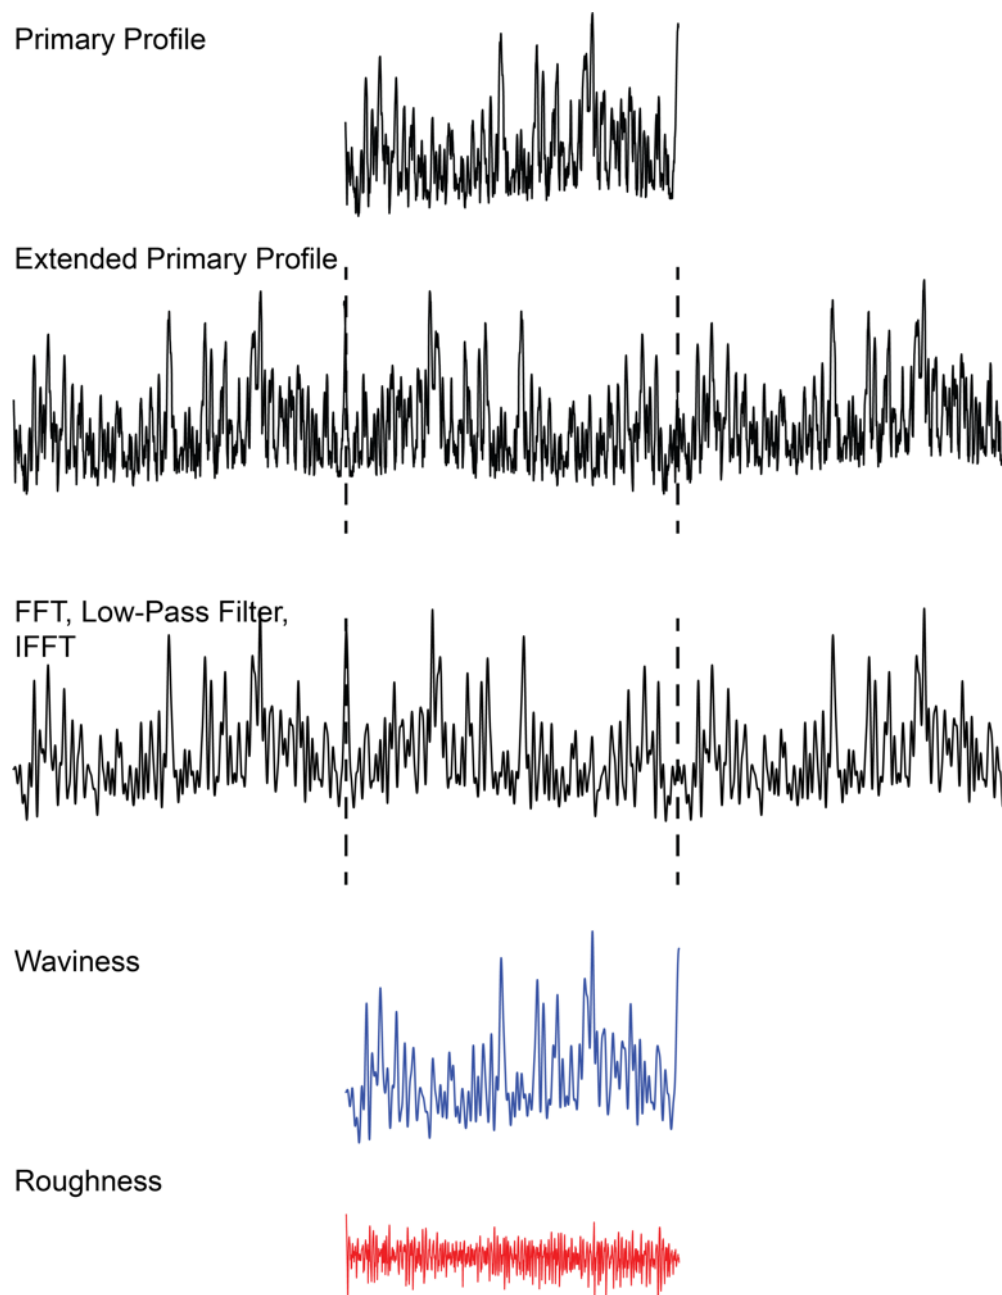 Primary Profile
Extended Primary Profile
FFT, Low-Pass Filter,
IFFT
Waviness
Roughness